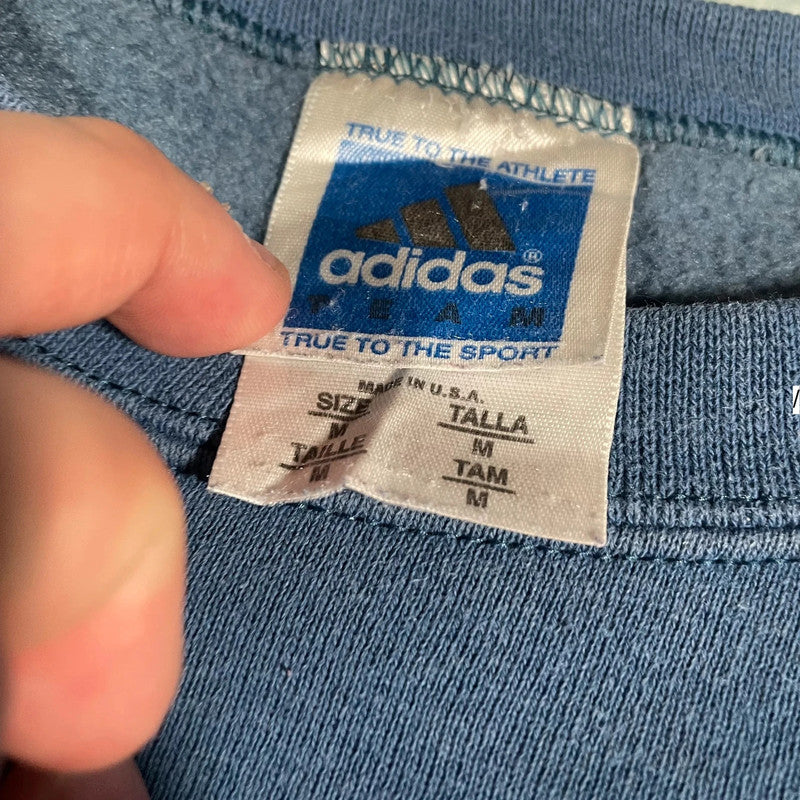 TRUE TO THE ATHLETE
adidas®
TEAM
TRUE TO THE SPORT
MADE IN U.S.A.
SIZE TALLA
M M
TAILLE TAM
M M